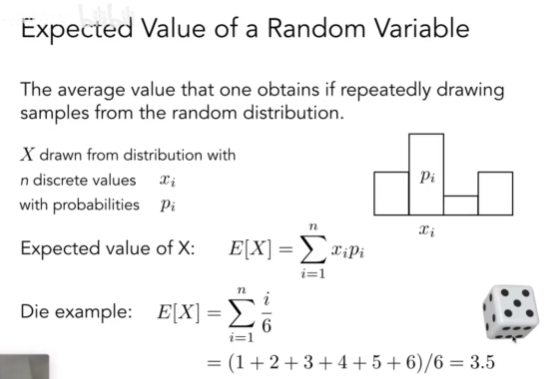 Expected Value of a Random Variable
The average value that one obtains if repeatedly drawing
samples from the random distribution.
X drawn from distribution with
n discrete values x_i
with probabilities p_i
p_i
x_i
Expected value of X: E[X] = \sum_{i=1}^{n} x_i p_i
Die example: E[X] = \sum_{i=1}^{n} \frac{i}{6}
= (1 + 2 + 3 + 4 + 5 + 6)/6 = 3.5